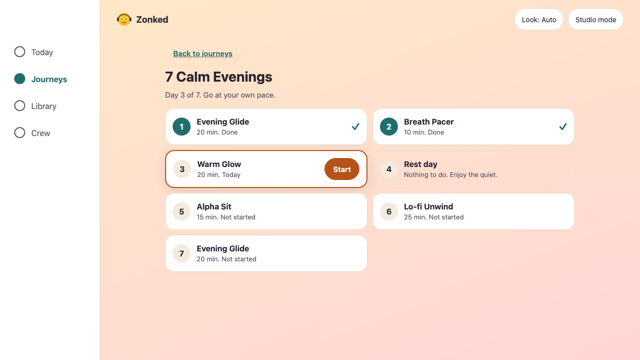 Zonked
Look: Auto
Studio mode
Today
Journeys
Library
Crew
Back to journeys
7 Calm Evenings
Day 3 of 7. Go at your own pace.
1
Evening Glide
20 min. Done
2
Breath Pacer
10 min. Done
3
Warm Glow
20 min. Today
Start
4
Rest day
Nothing to do. Enjoy the quiet.
5
Alpha Sit
15 min. Not started
6
Lo-fi Unwind
25 min. Not started
7
Evening Glide
20 min. Not started